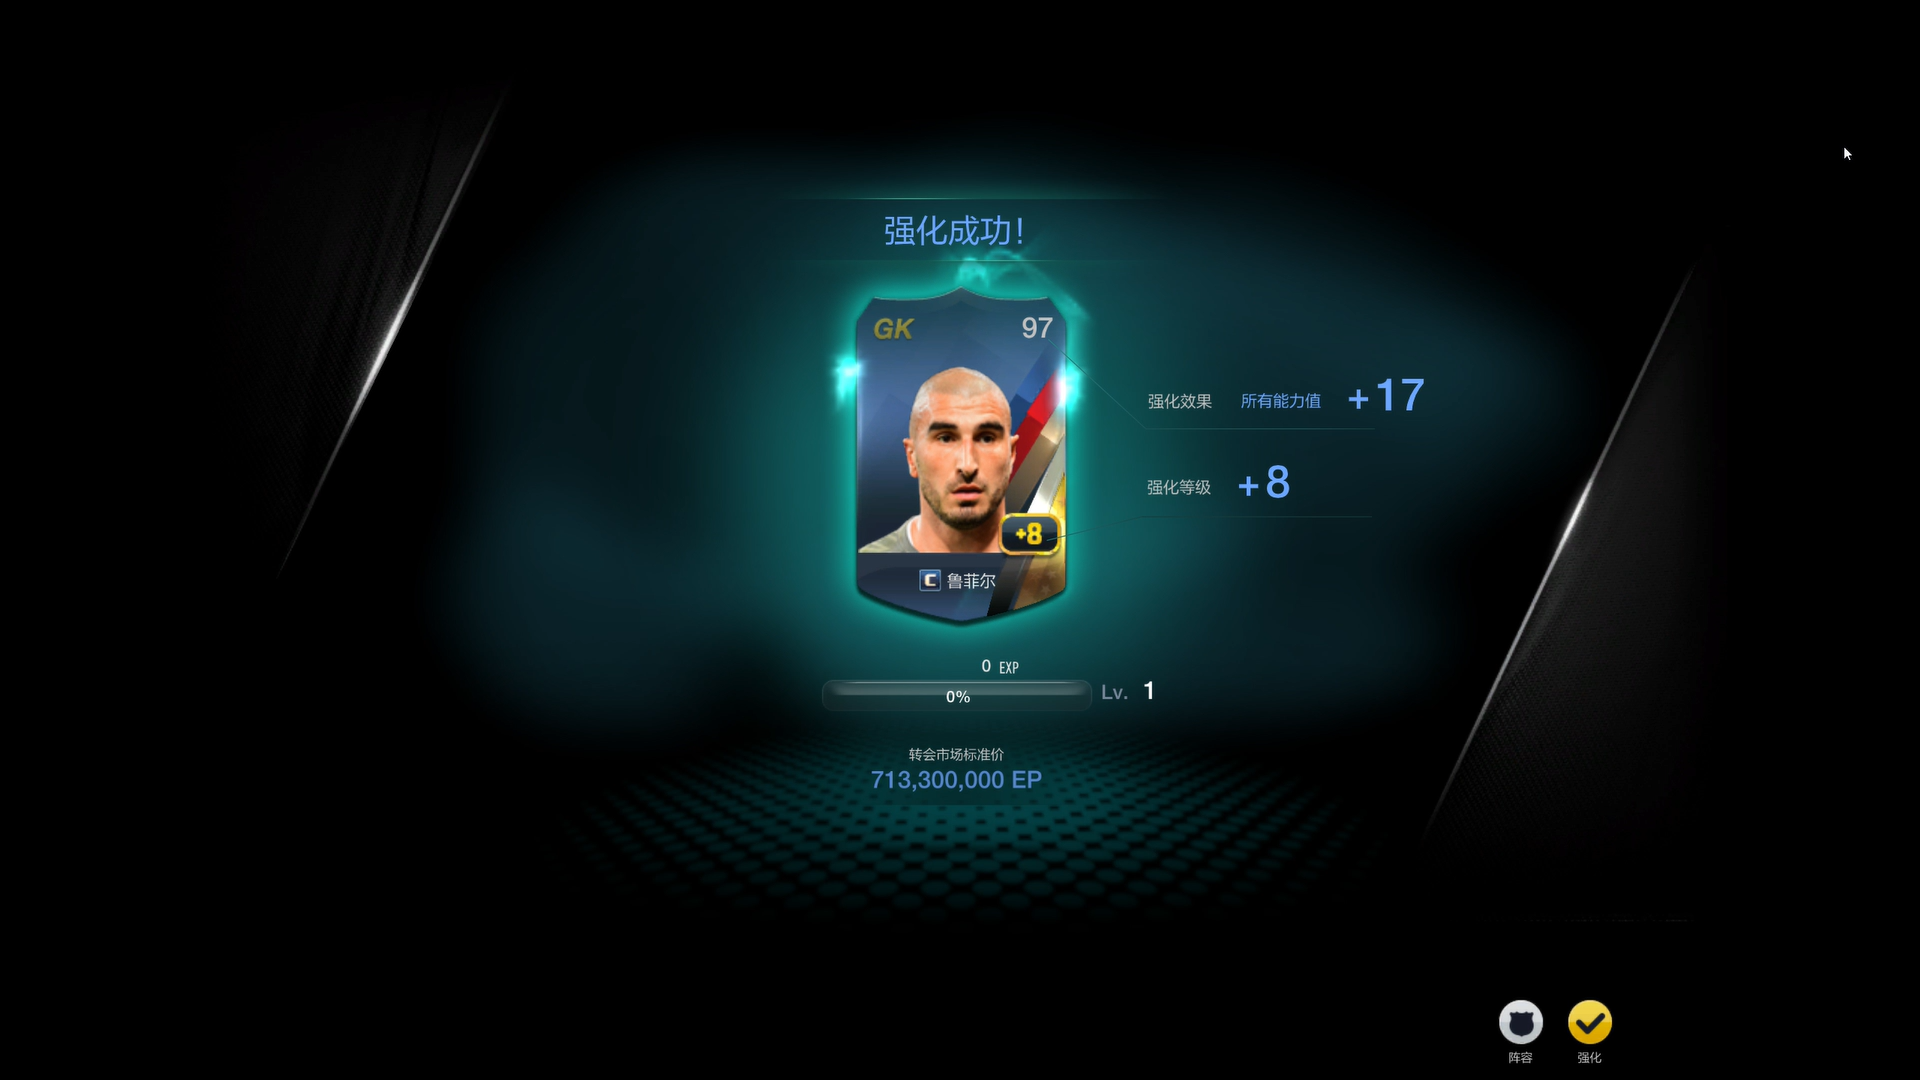 强化成功!
GK
97
强化效果 所有能力值 +17
强化等级 +8
+8
C 鲁菲尔
0 EXP
0%
Lv. 1
转会市场标准价
713,300,000 EP
阵容
强化